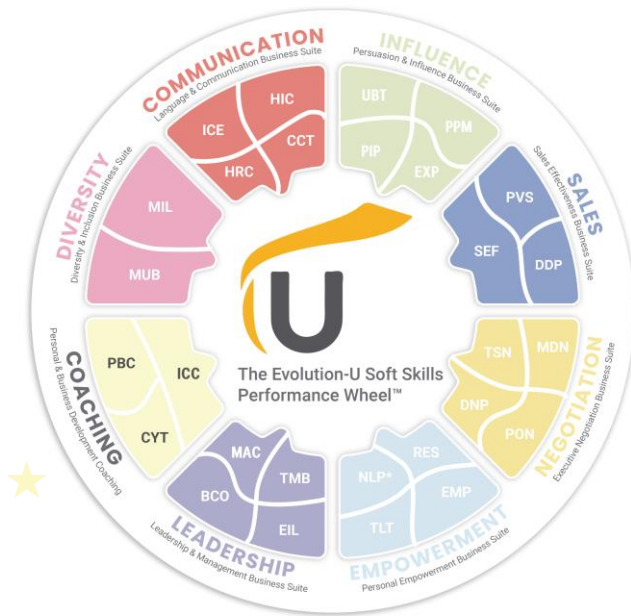 COMMUNICATION
Language & Communication Business Suite
HIC
ICE
CCT
HRC
INFLUENCE
Persuasion & Influence Business Suite
UBT
PPM
PIP
EXP
SALES
Sales Effectiveness Business Suite
PVS
SEF
DDP
NEGOTIATION
Executive Negotiation Business Suite
TSN
MDN
DNP
PON
EMPOWERMENT
Personal Empowerment Business Suite
RES
NLP*
EMP
TLT
LEADERSHIP
Leadership & Management Business Suite
MAC
TMB
BCO
EIL
COACHING
Personal & Business Development Coaching
PBC
ICC
CYT
DIVERSITY
Diversity & Inclusion Business Suite
MIL
MUB
U
The Evolution-U Soft Skills
Performance Wheel™